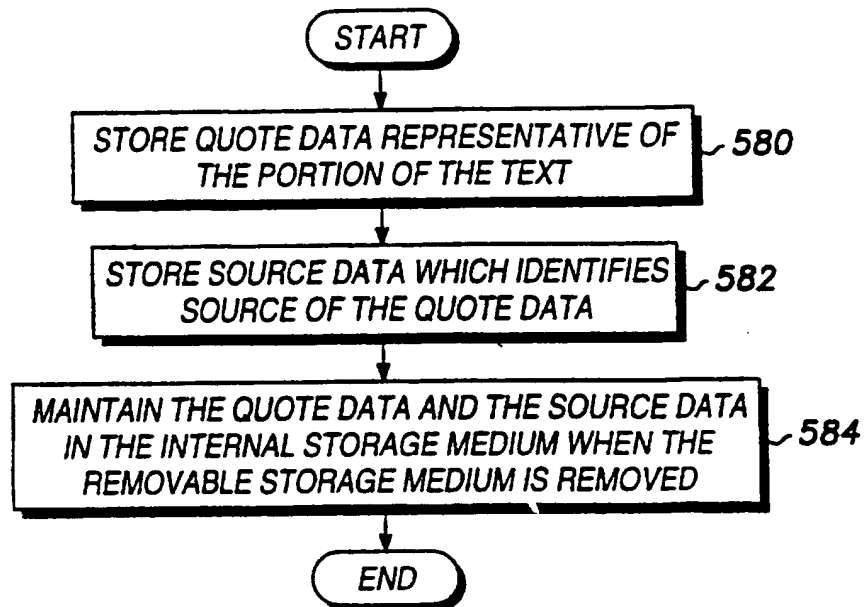 START
STORE QUOTE DATA REPRESENTATIVE OF
THE PORTION OF THE TEXT
580
STORE SOURCE DATA WHICH IDENTIFIES
SOURCE OF THE QUOTE DATA
582
MAINTAIN THE QUOTE DATA AND THE SOURCE DATA
IN THE INTERNAL STORAGE MEDIUM WHEN THE
REMOVABLE STORAGE MEDIUM IS REMOVED
584
END